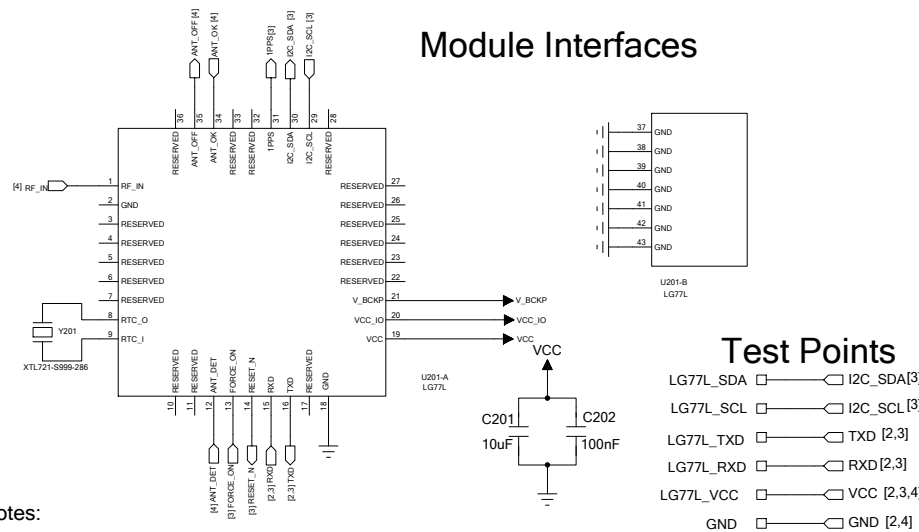 Module Interfaces
ANT_OFF [4]
ANT_OK [4]
1PPS[3]
I2C_SDA [3]
I2C_SCL [3]
36
35
34
33
32
31
30
29
28
RESERVED
ANT_OFF
ANT_OK
RESERVED
RESERVED
1PPS
I2C_SDA
I2C_SCL
RESERVED
[4] RF_IN
1 RF_IN
2 GND
3 RESERVED
4 RESERVED
5 RESERVED
6 RESERVED
7 RESERVED
8 RTC_O
9 RTC_I
Y201
XTL721-S999-286
RESERVED 27
RESERVED 26
RESERVED 25
RESERVED 24
RESERVED 23
RESERVED 22
V_BCKP 21 V_BCKP
VCC_IO 20 VCC_IO
VCC 19 VCC
U201-A
LG77L
RESERVED
RESERVED
ANT_DET
FORCE_ON
RESET_N
RXD
TXD
RESERVED
GND
10
11
12
13
14
15
16
17
18
[4] ANT_DET
[3] FORCE_ON
[3] RESET_N
[2,3] RXD
[2,3] TXD
37 GND
38 GND
39 GND
40 GND
41 GND
42 GND
43 GND
U201-B
LG77L
VCC
C201
10uF
C202
100nF
Test Points
LG77L_SDA I2C_SDA[3]
LG77L_SCL I2C_SCL [3]
LG77L_TXD TXD [2,3]
LG77L_RXD RXD[2,3]
LG77L_VCC VCC [2,3,4]
GND GND [2,4]
otes: